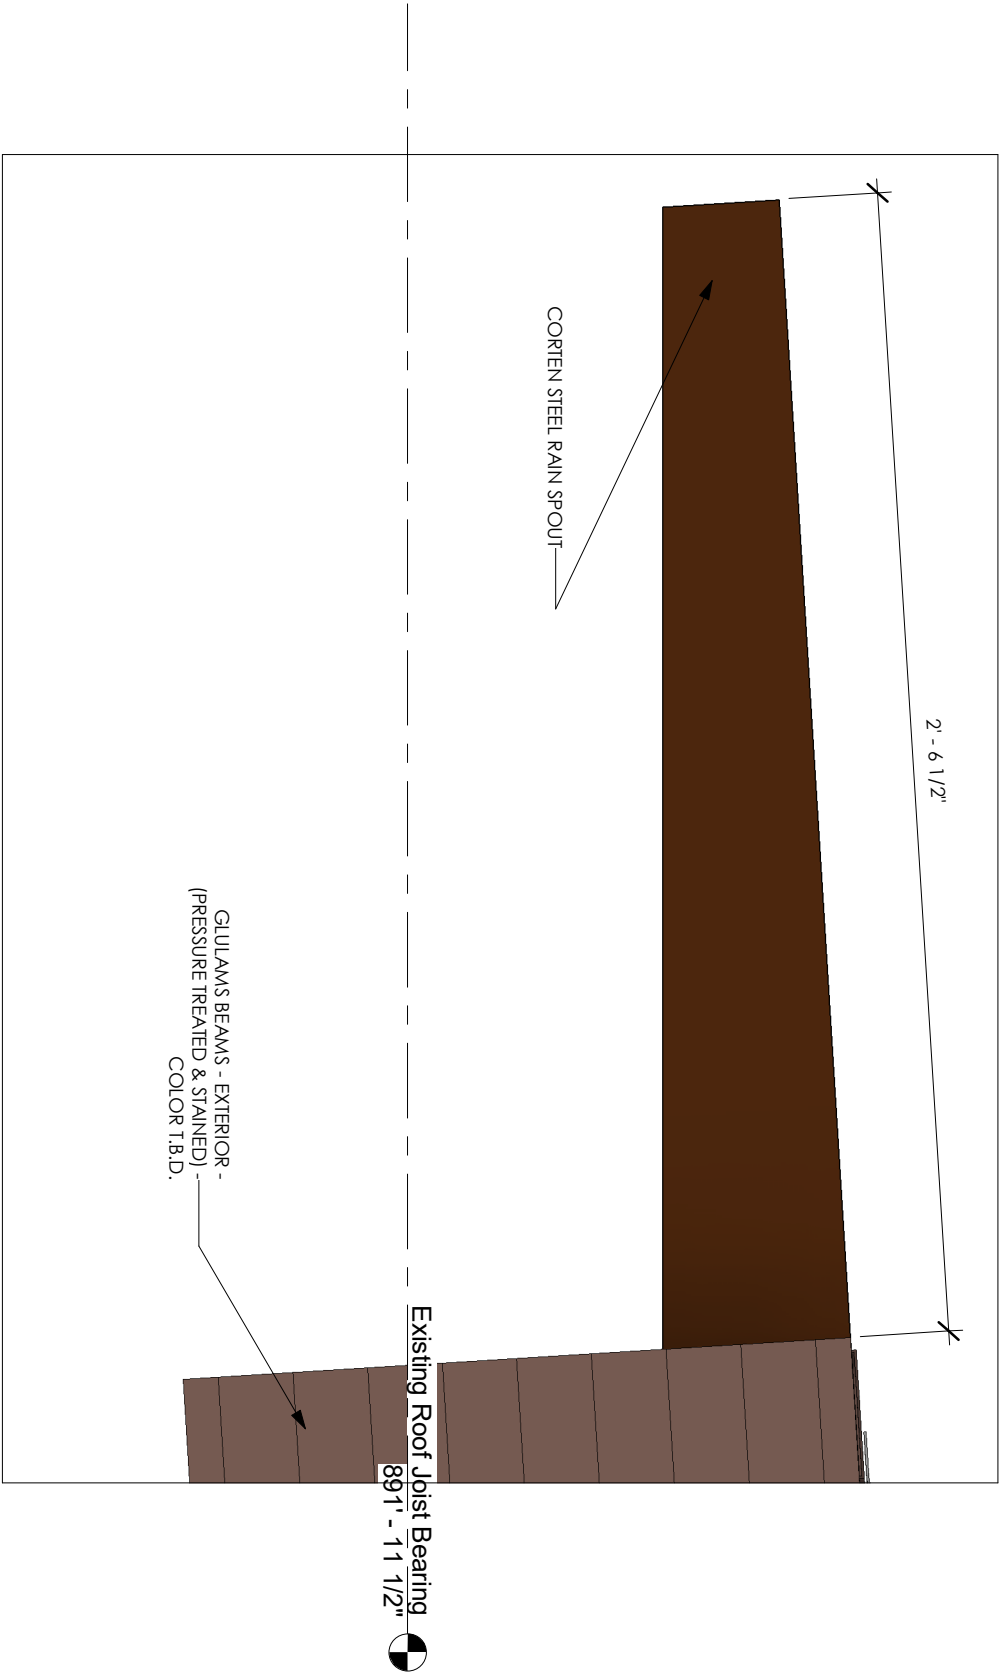 2' - 6 1/2"
CORTEN STEEL RAIN SPOUT
Existing Roof Joist Bearing
891' - 11 1/2"
GLULAMS BEAMS - EXTERIOR -
(PRESSURE TREATED & STAINED) -
COLOR T.B.D.